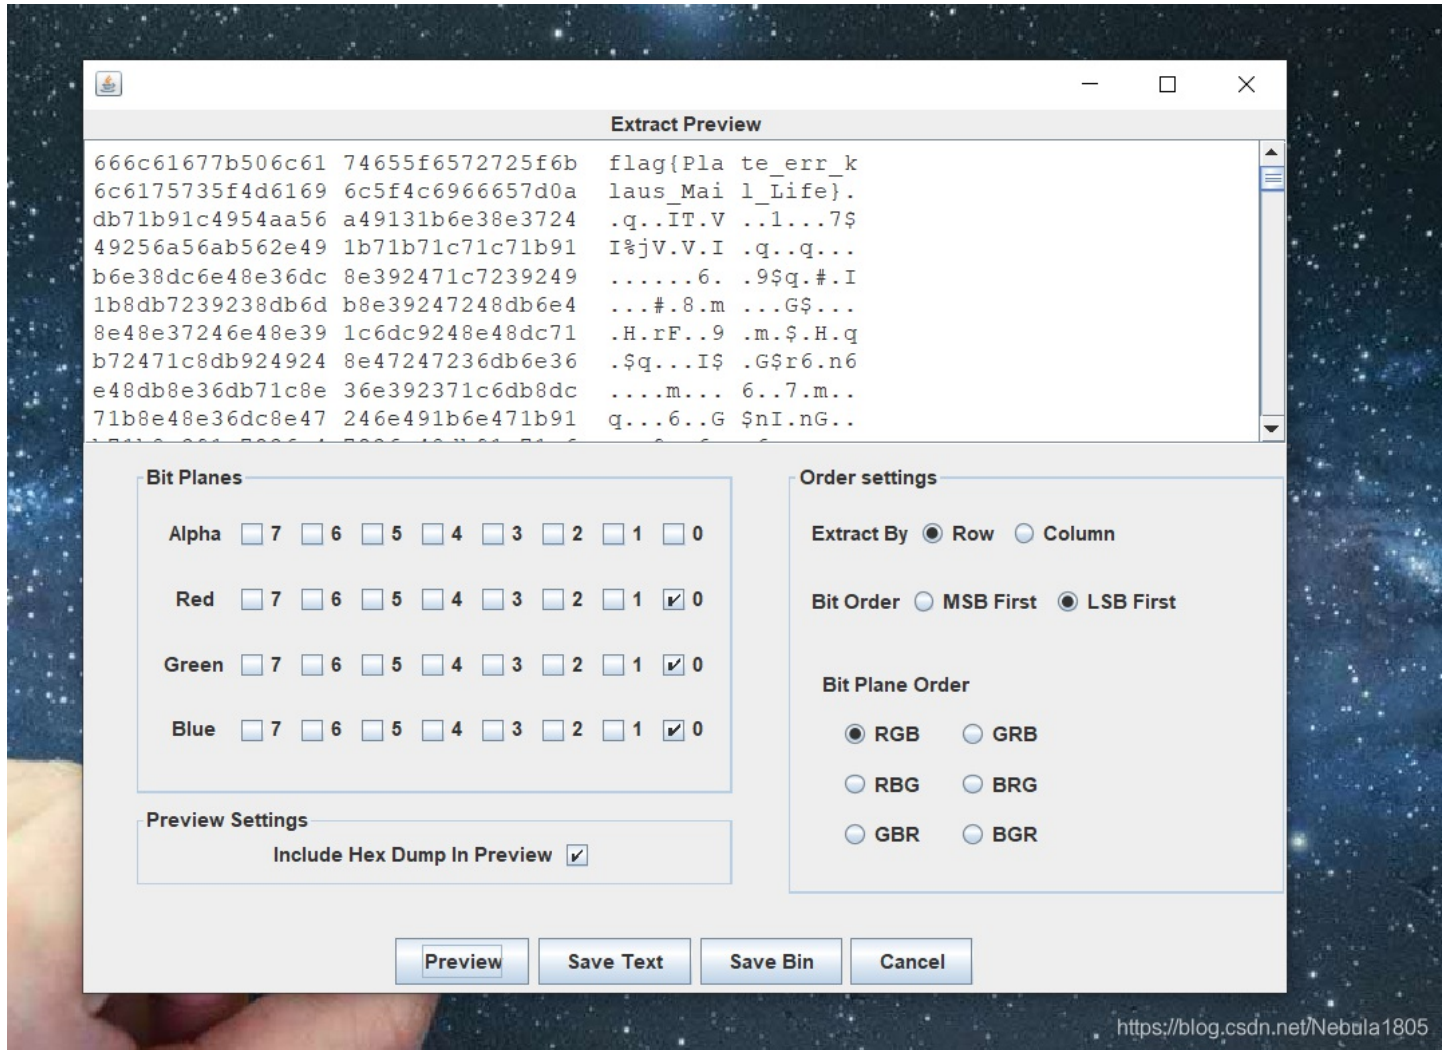 Extract Preview
666c61677b506c61 74655f6572725f6b flag{Pla te_err_k
6c6175735f4d6169 6c5f4c6966657d0a laus_Mai l_Life}.
db71b91c4954aa56 a49131b6e38e3724 .q..IT.V ..1...7$
49256a56ab562e49 1b71b71c71c71b91 I%jV.V.I .q..q...
b6e38dc6e48e36dc 8e392471c7239249 ......6. .9$q.#.I
1b8db7239238db6d b8e39247248db6e4 ...#.8.m ...G$...
8e48e37246e48e39 1c6dc9248e48dc71 .H.rF..9 .m.$.H.q
b72471c8db924924 8e47247236db6e36 .$q...I$ .G$r6.n6
e48db8e36db71c8e 36e392371c6db8dc ....m... 6..7.m..
71b8e48e36dc8e47 246e491b6e471b91 q...6..G $nI.nG..
Bit Planes
Alpha 7 6 5 4 3 2 1 0
Red 7 6 5 4 3 2 1 0
Green 7 6 5 4 3 2 1 0
Blue 7 6 5 4 3 2 1 0
Preview Settings
Include Hex Dump In Preview
Order settings
Extract By Row Column
Bit Order MSB First LSB First
Bit Plane Order
RGB GRB
RBG BRG
GBR BGR
Preview Save Text Save Bin Cancel
https://blog.csdn.net/Nebula1805